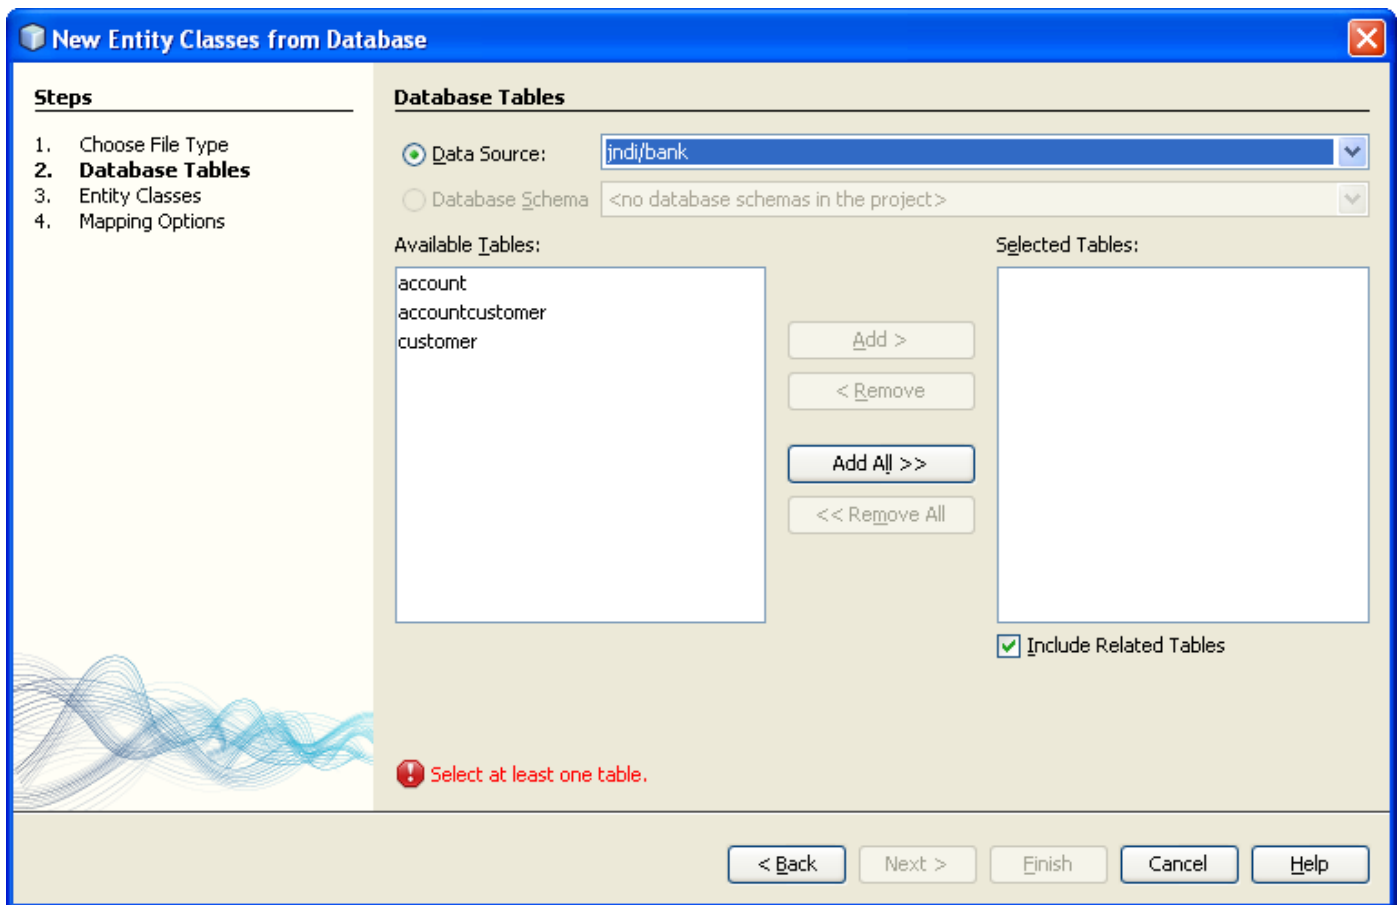 New Entity Classes from Database
Steps
1. Choose File Type
2. Database Tables
3. Entity Classes
4. Mapping Options
Database Tables
Data Source: jndi/bank
Database Schema <no database schemas in the project>
Available Tables:
account
accountcustomer
customer
Add >
< Remove
Add All >>
<< Remove All
Selected Tables:
Include Related Tables
Select at least one table.
< Back Next > Finish Cancel Help